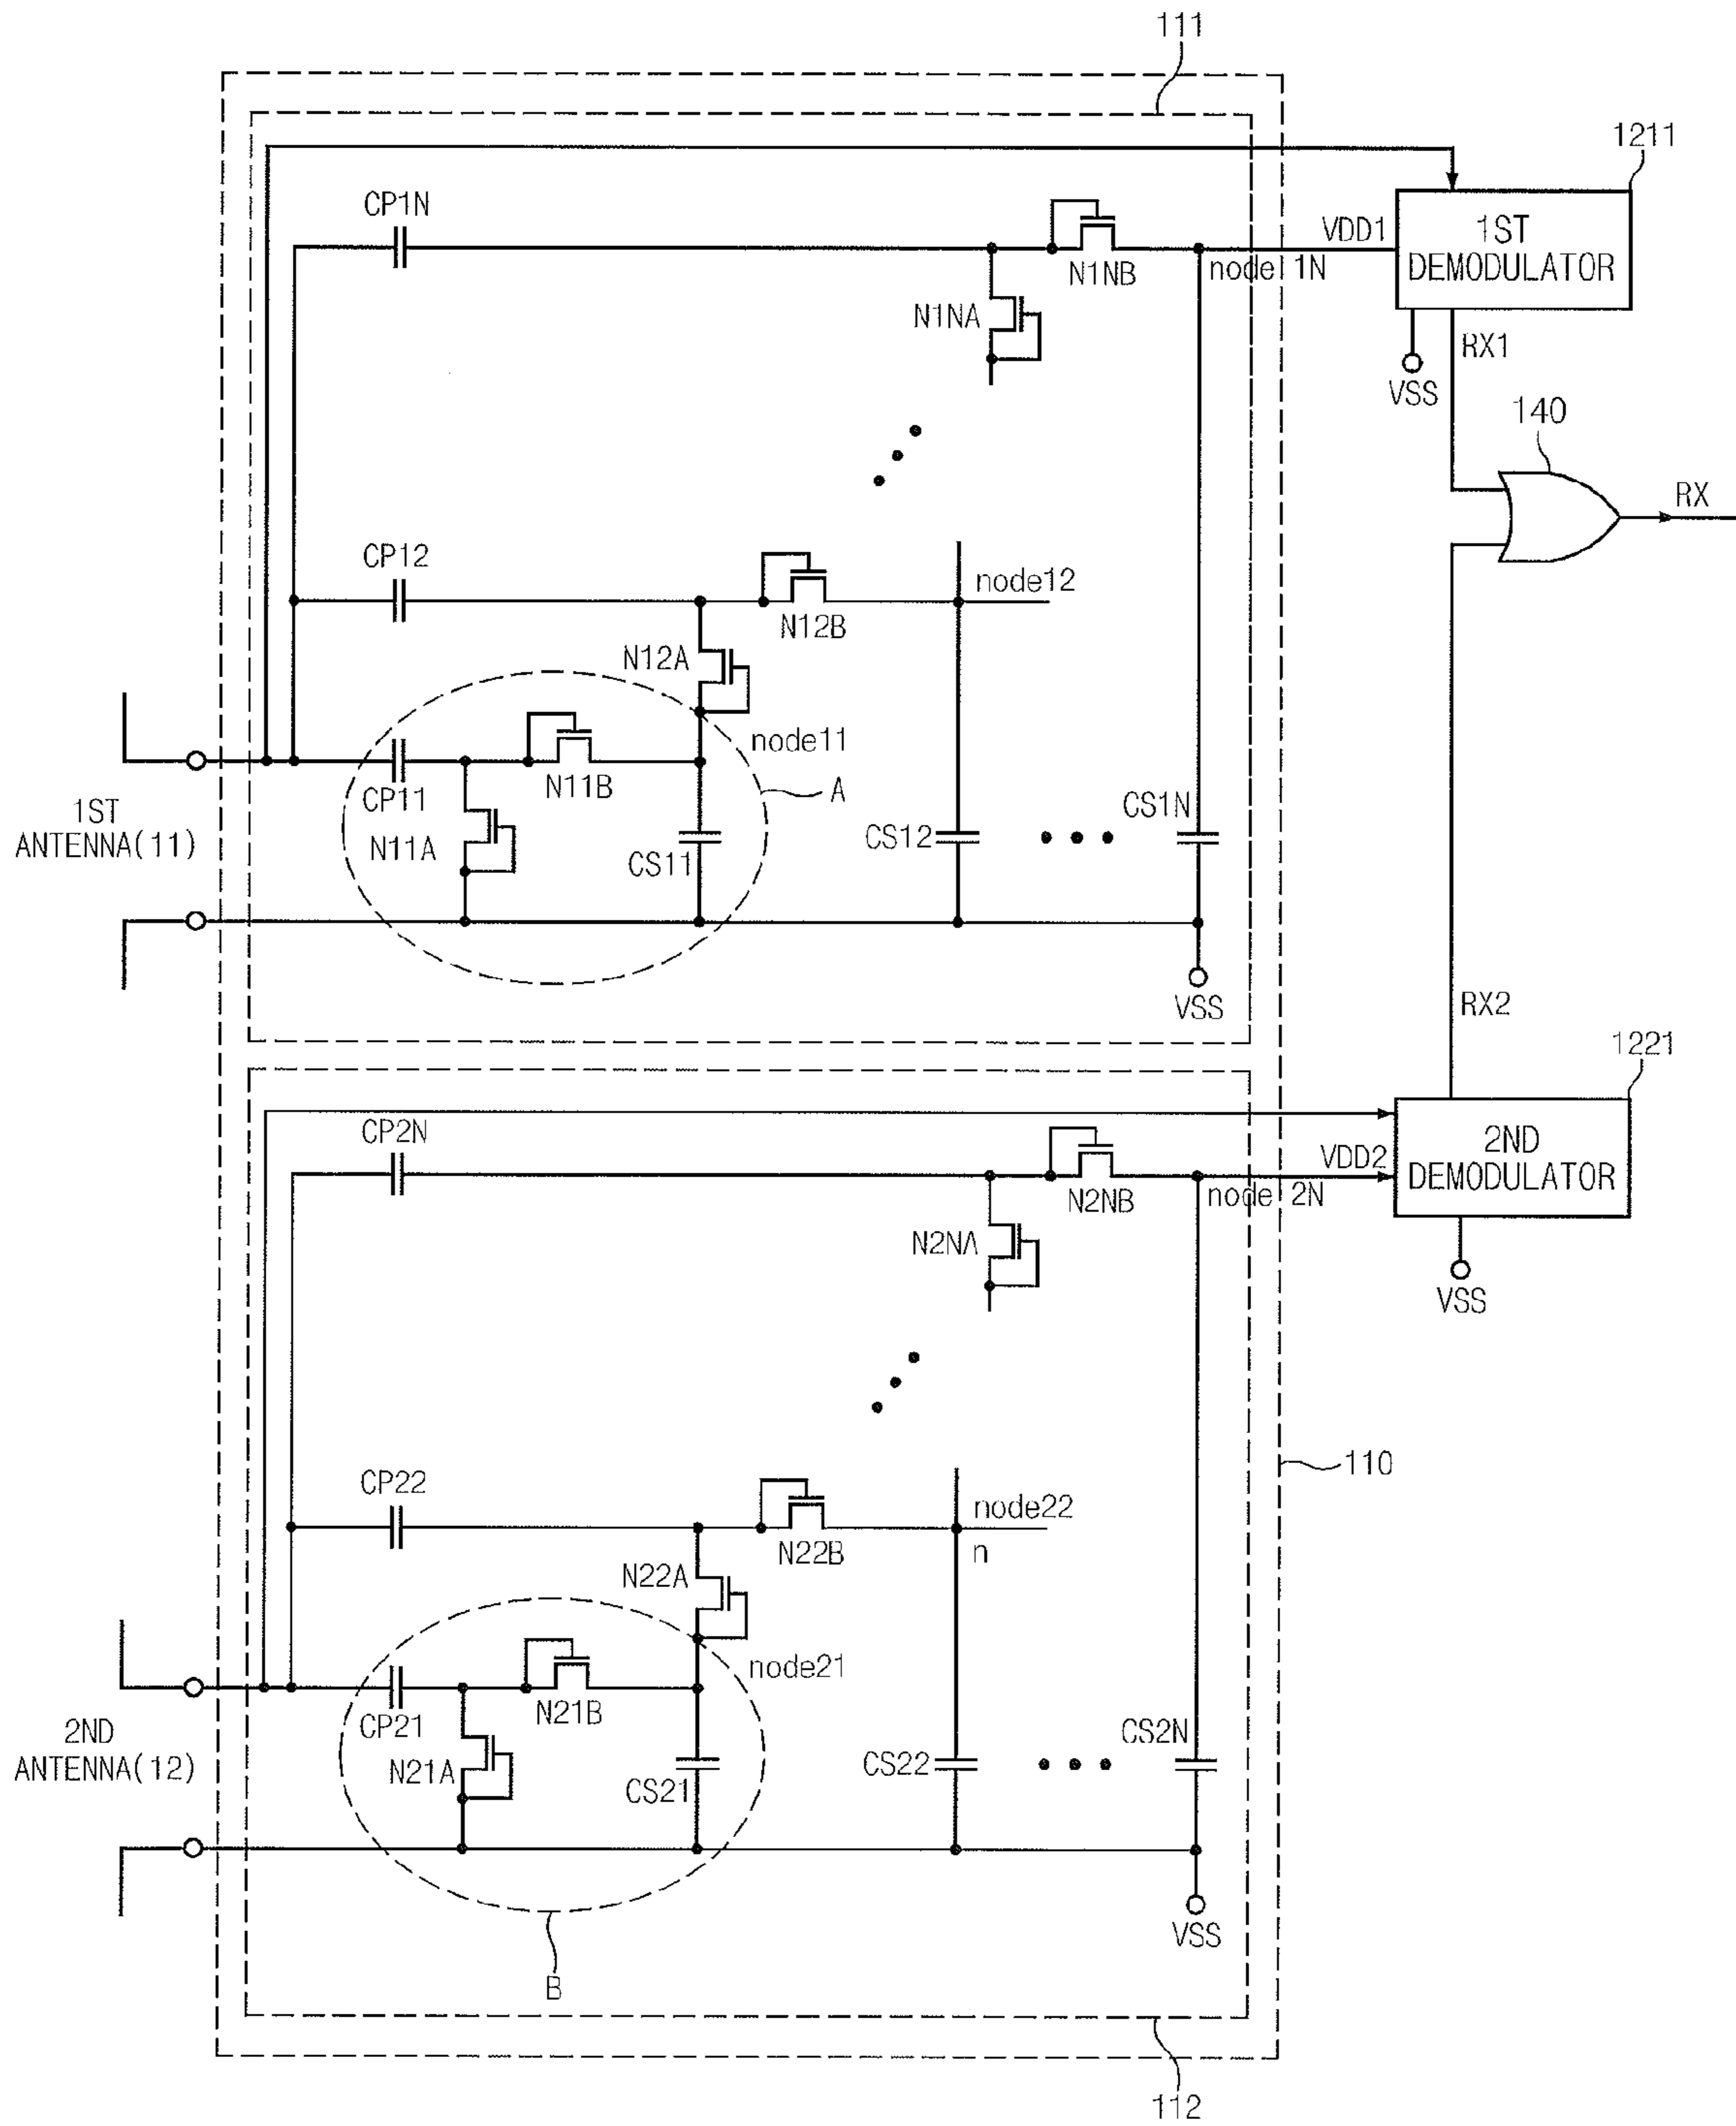 111
1211
CP1N
N1NB
node 1N
VDD1
1ST
DEMODULATOR
N1NA
RX1
VSS
140
RX
CP12
node12
N12B
N12A
node11
CP11
N11B
A
N11A
CS11
CS12
CS1N
1ST
ANTENNA(11)
VSS
RX2
1221
CP2N
N2NB
node 2N
VDD2
2ND
DEMODULATOR
N2NA
VSS
110
CP22
node22
N22B
n
N22A
node21
CP21
N21B
N21A
CS21
CS22
CS2N
2ND
ANTENNA(12)
VSS
B
112